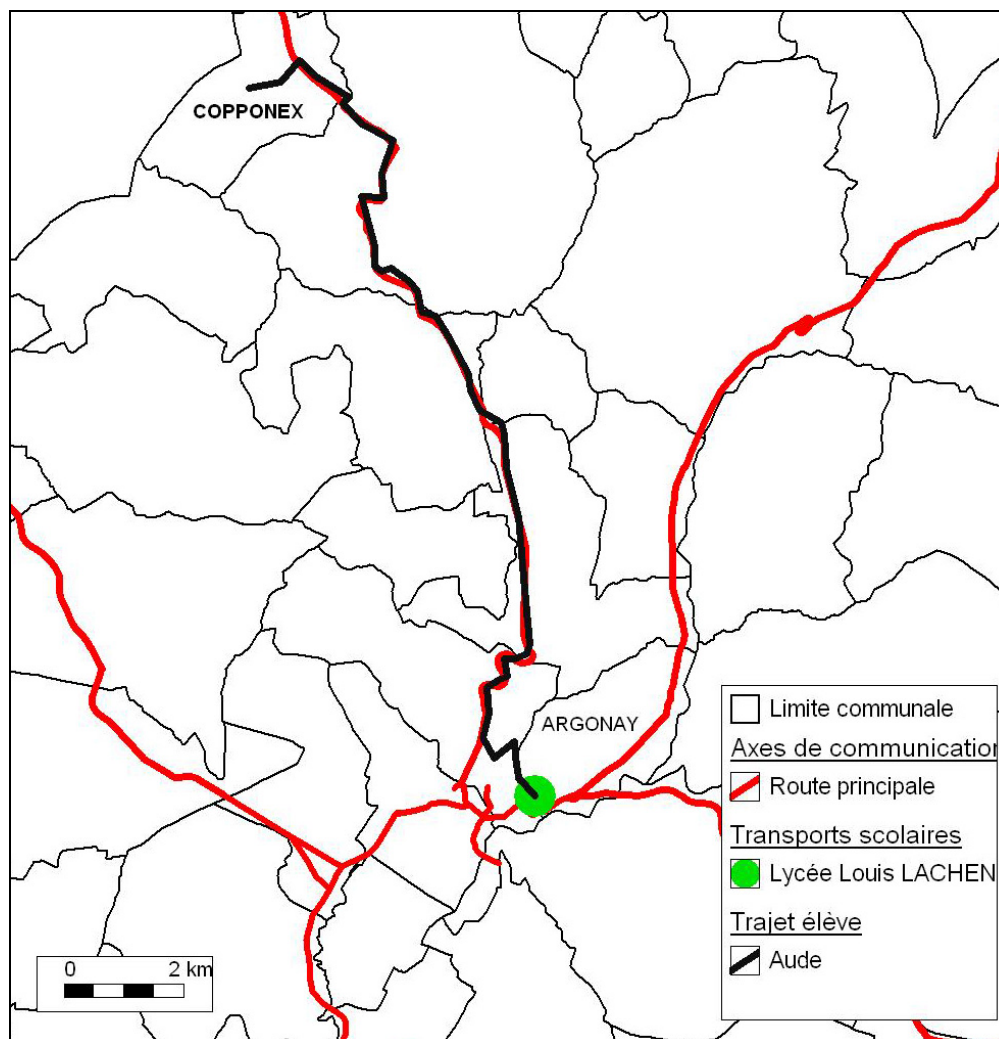 COPPONEX
ARGONAY
Limite communale
Axes de communication
Route principale
Transports scolaires
Lycée Louis LACHEN
Trajet élève
Aude
0 2 km